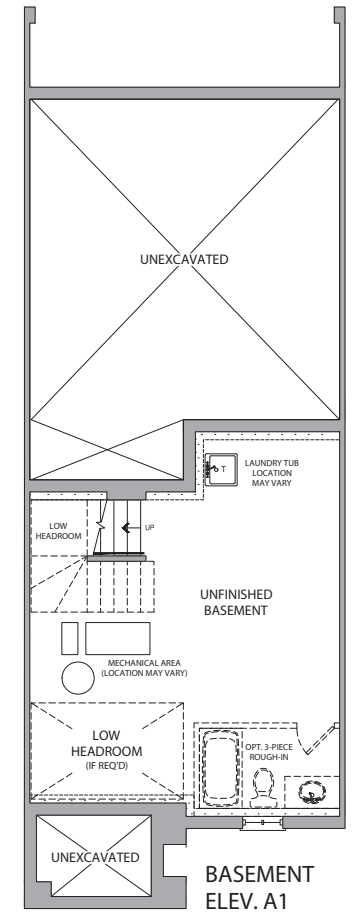 UNEXCAVATED
LAUNDRY TUB
LOCATION
MAY VARY
T
LOW
HEADROOM
UP
UNFINISHED
BASEMENT
MECHANICAL AREA
(LOCATION MAY VARY)
LOW
HEADROOM
(IF REQ'D)
OPT. 3-PIECE
ROUGH-IN
UNEXCAVATED
BASEMENT
ELEV. A1